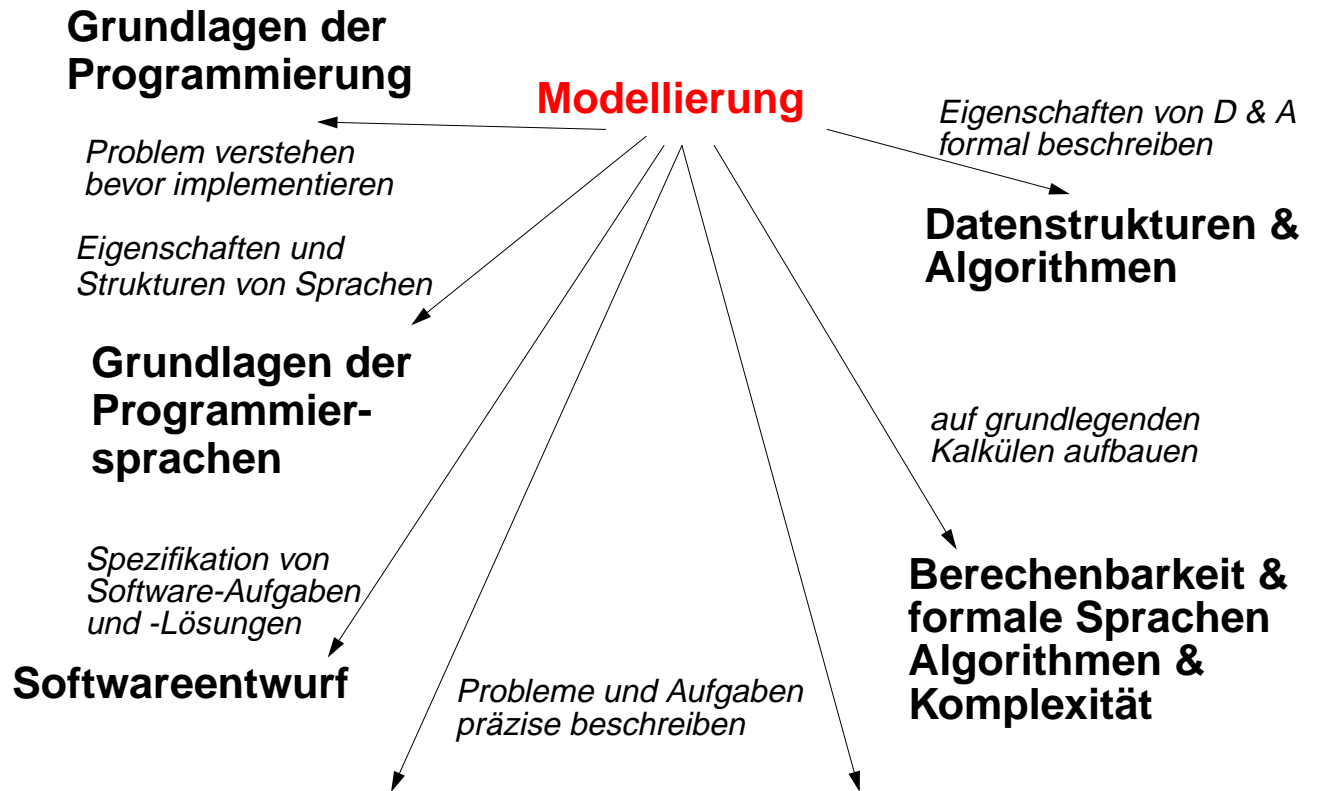 Grundlagen der
Programmierung
Modellierung
Problem verstehen
bevor implementieren
Eigenschaften von D & A
formal beschreiben
Datenstrukturen &
Algorithmen
Eigenschaften und
Strukturen von Sprachen
Grundlagen der
Programmier-
sprachen
auf grundlegenden
Kalkülen aufbauen
Spezifikation von
Software-Aufgaben
und -Lösungen
Softwareentwurf
Berechenbarkeit &
formale Sprachen
Algorithmen &
Komplexität
Probleme und Aufgaben
präzise beschreiben